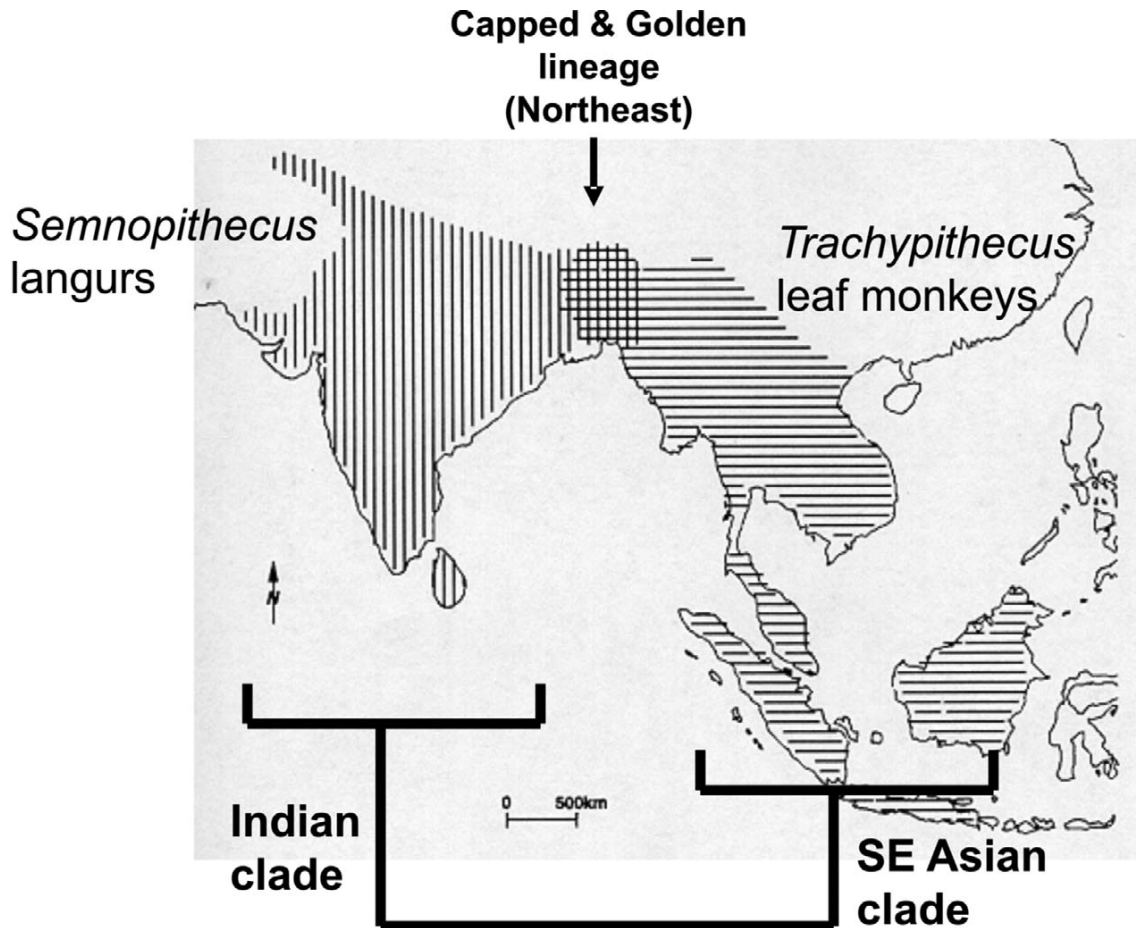 Capped & Golden
lineage
(Northeast)
Semnopithecus
langurs
Trachypithecus
leaf monkeys
N
0 500km
Indian
clade
SE Asian
clade